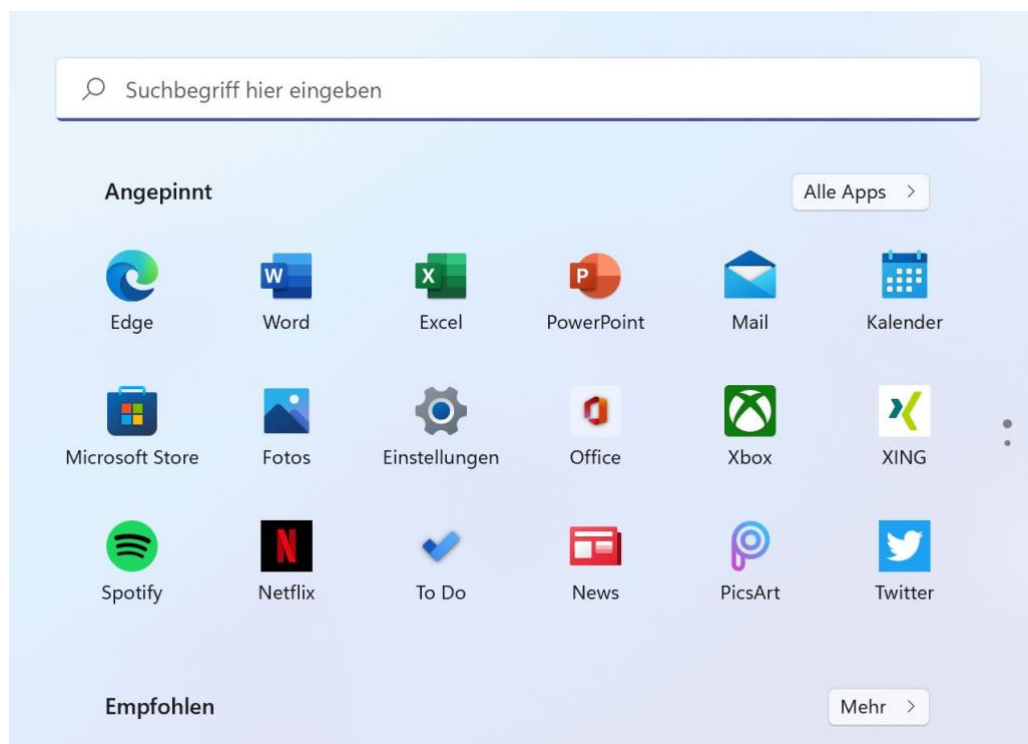 Suchbegriff hier eingeben
Angepinnt
Alle Apps
Edge
Word
Excel
PowerPoint
Mail
Kalender
Microsoft Store
Fotos
Einstellungen
Office
Xbox
XING
Spotify
Netflix
To Do
News
PicsArt
Twitter
Empfohlen
Mehr